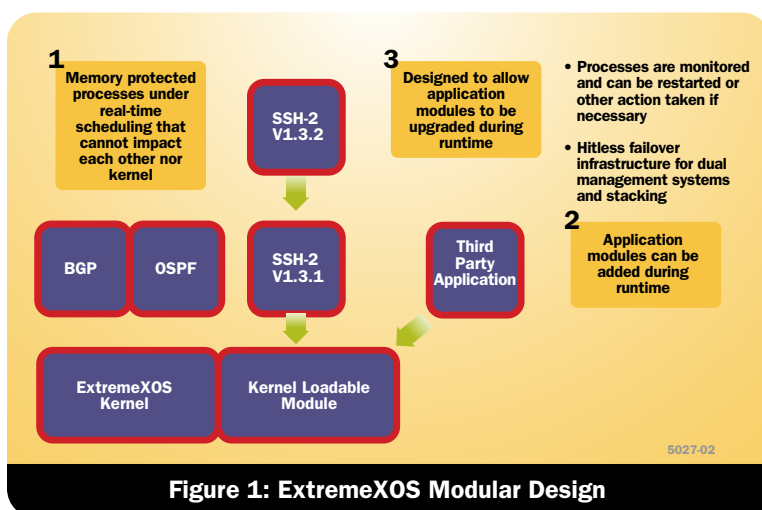 1
Memory protected
processes under
real-time
scheduling that
cannot impact
each other nor
kernel
SSH-2
V1.3.2
3
Designed to allow
application
modules to be
upgraded during
runtime
• Processes are monitored
and can be restarted or
other action taken if
necessary
• Hitless failover
infrastructure for dual
management systems
and stacking
BGP
OSPF
SSH-2
V1.3.1
Third
Party
Application
2
Application
modules can be
added during
runtime
ExtremeXOS
Kernel
Kernel Loadable
Module
5027-02
Figure 1: ExtremeXOS Modular Design